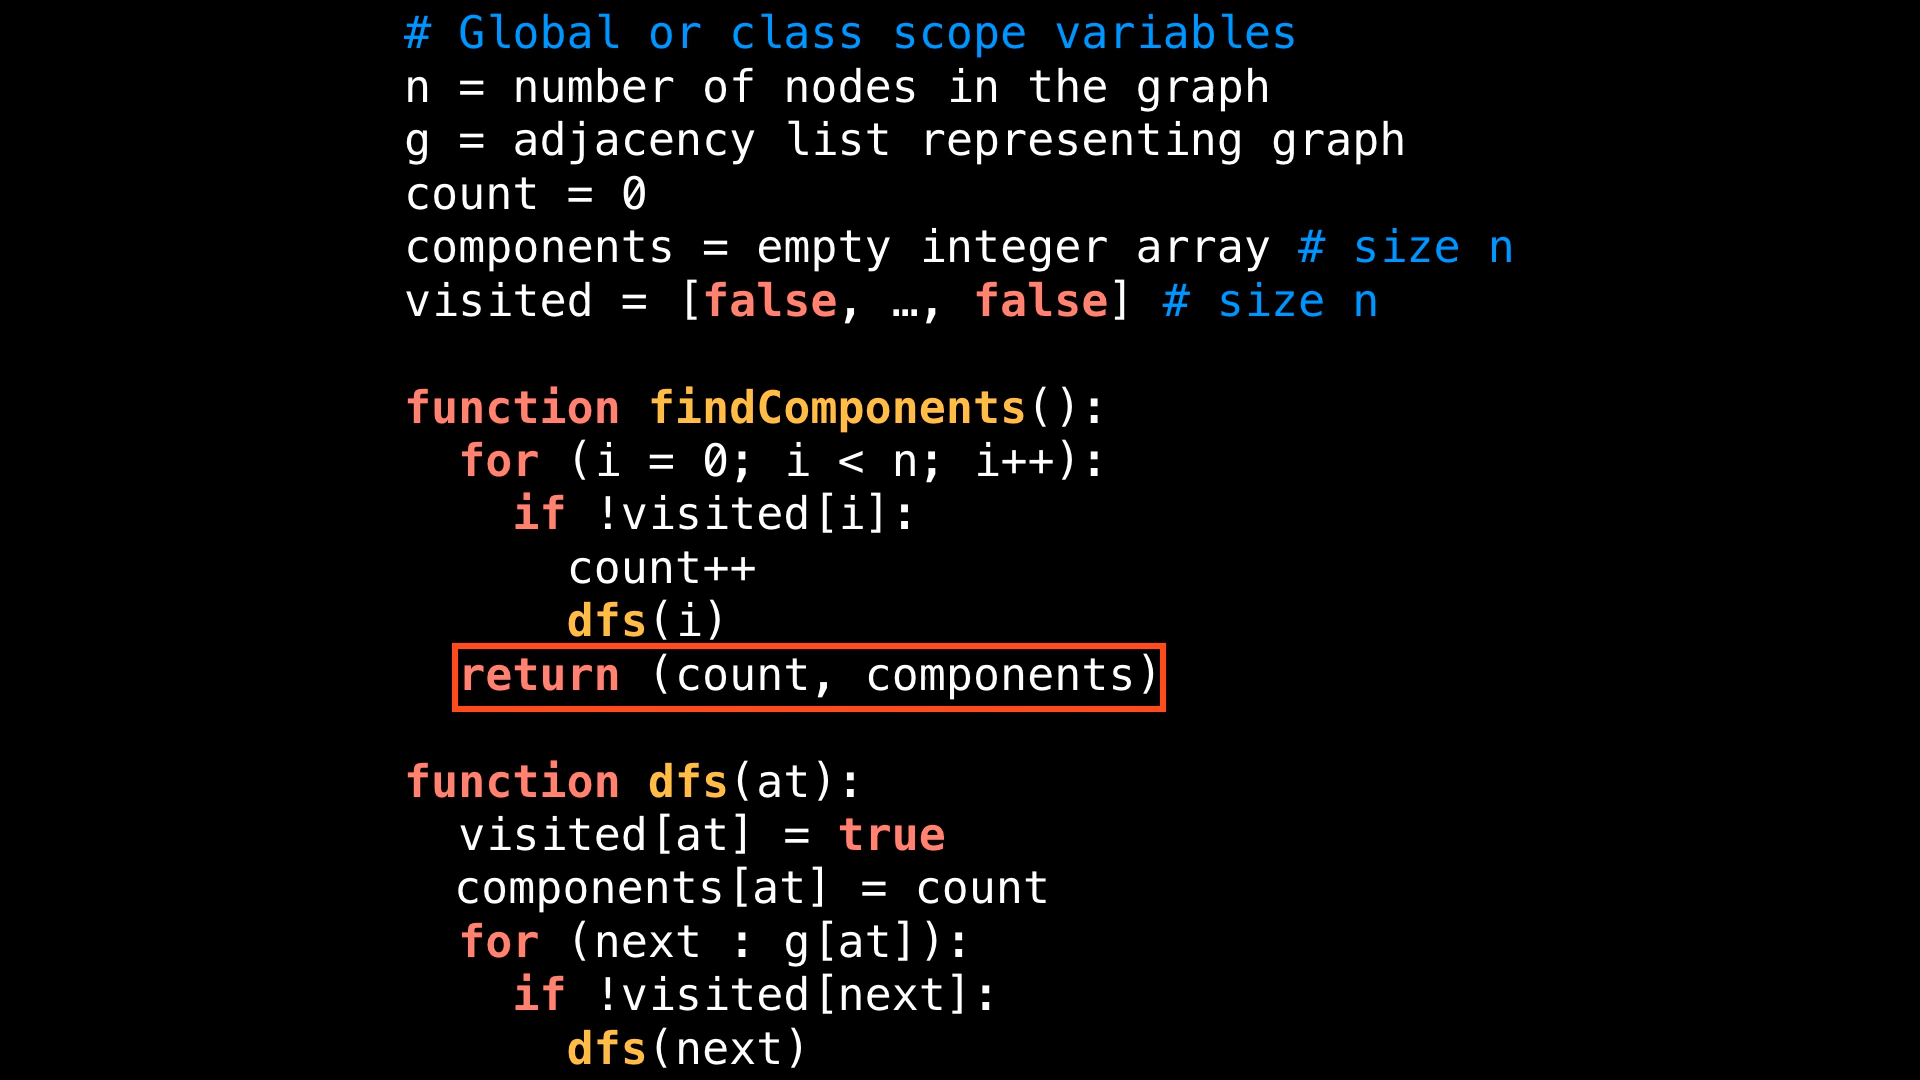 # Global or class scope variables
n = number of nodes in the graph
g = adjacency list representing graph
count = 0
components = empty integer array # size n
visited = [false, …, false] # size n
function findComponents():
for (i = 0; i < n; i++):
if !visited[i]:
count++
dfs(i)
return (count, components)
function dfs(at):
visited[at] = true
components[at] = count
for (next : g[at]):
if !visited[next]:
dfs(next)